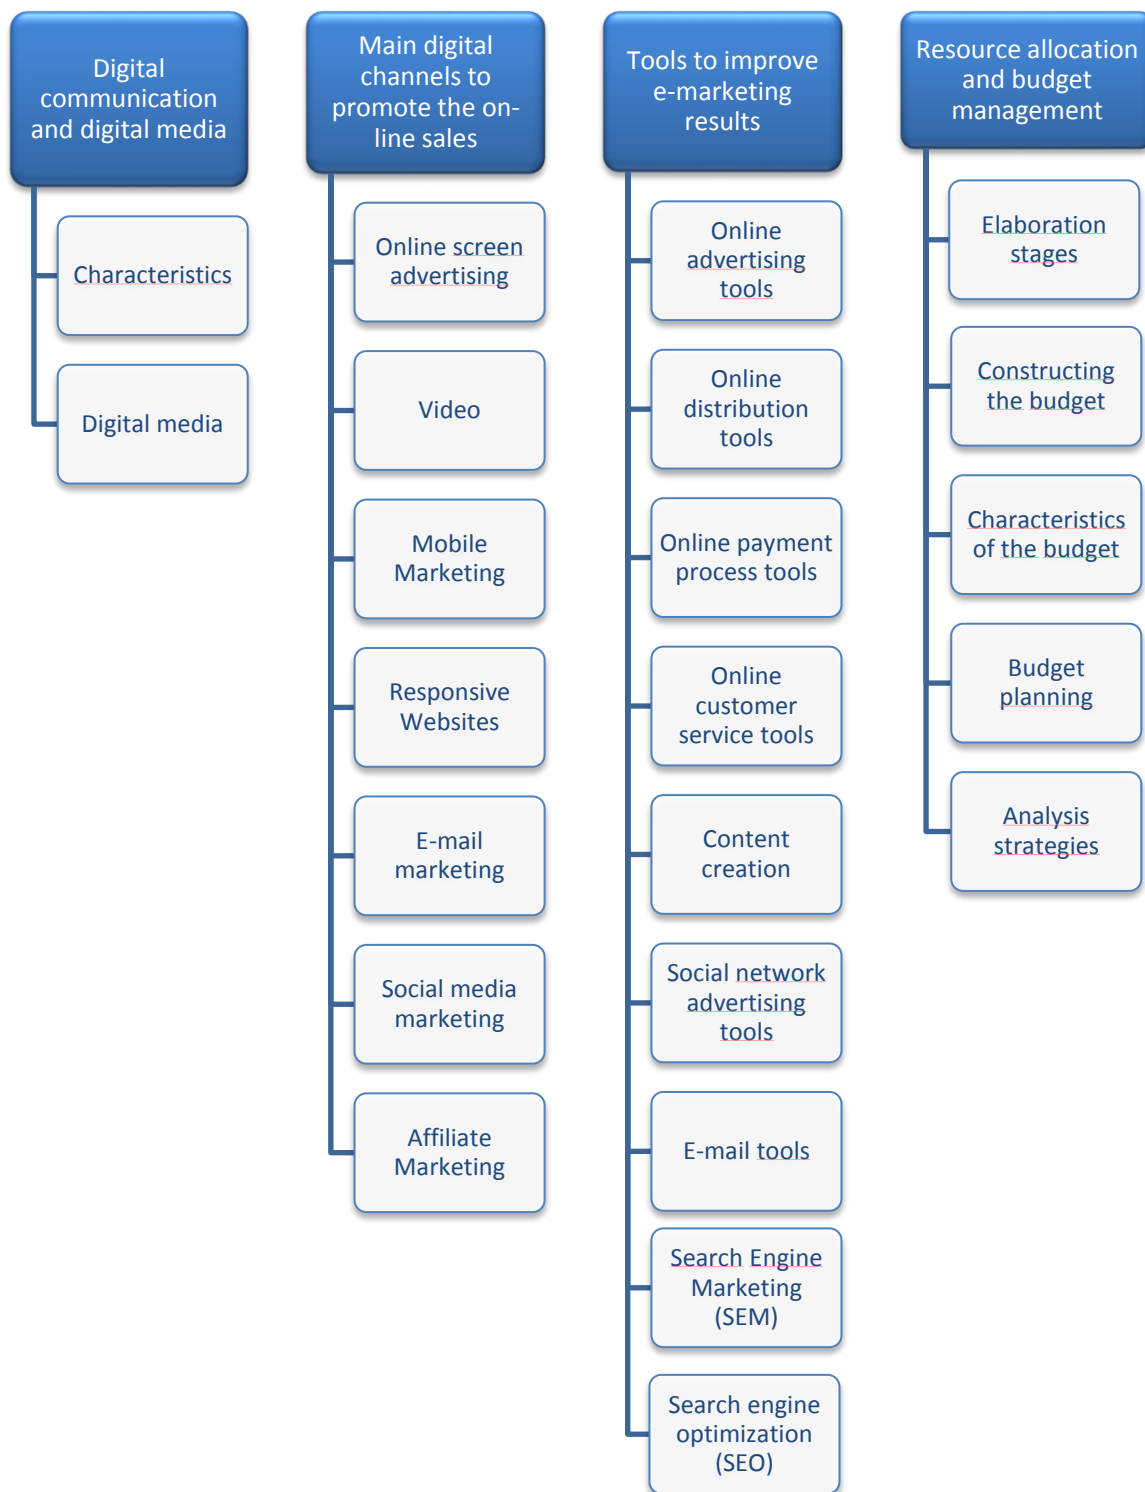 Digital
communication
and digital media
Characteristics
Digital media
Main digital
channels to
promote the on-
line sales
Online screen
advertising
Video
Mobile
Marketing
Responsive
Websites
E-mail
marketing
Social media
marketing
Affiliate
Marketing
Tools to improve
e-marketing
results
Online
advertising
tools
Online
distribution
tools
Online payment
process tools
Online
customer
service tools
Content
creation
Social network
advertising
tools
E-mail tools
Search Engine
Marketing
(SEM)
Search engine
optimization
(SEO)
Resource allocation
and budget
management
Elaboration
stages
Constructing
the budget
Characteristics
of the budget
Budget
planning
Analysis
strategies